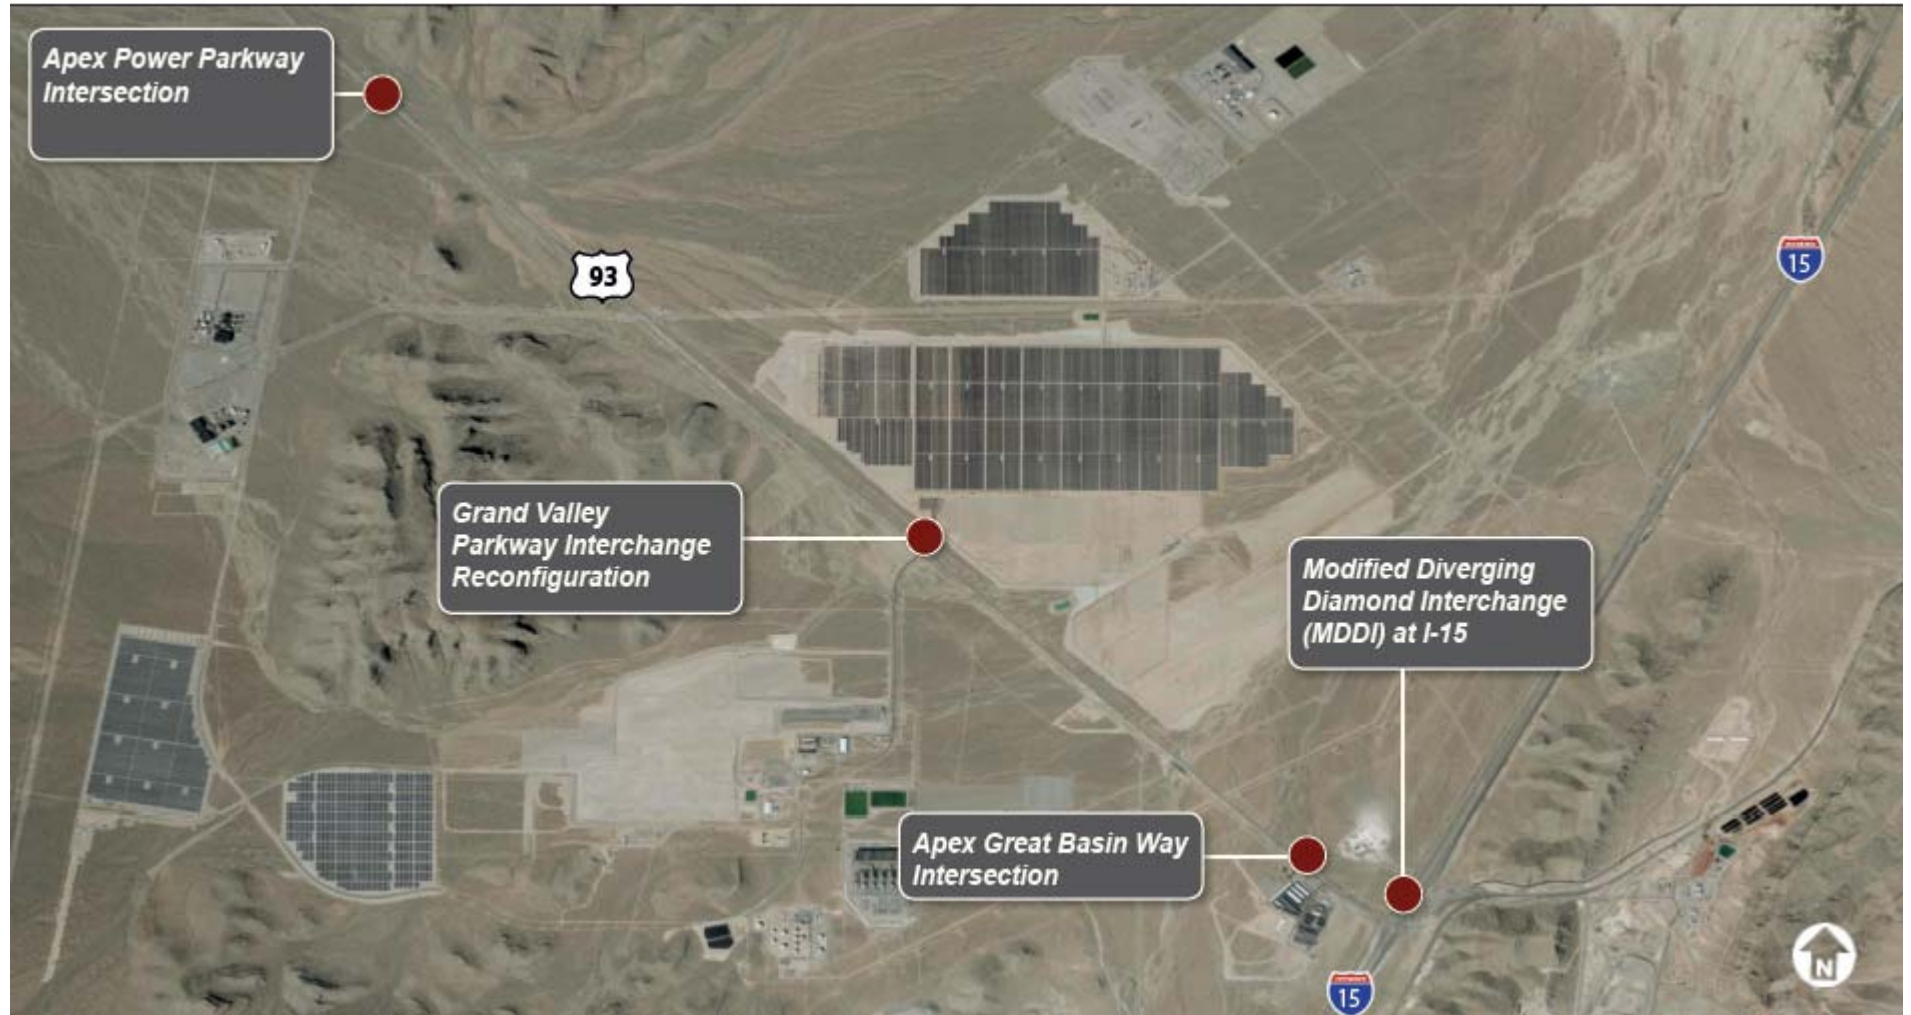 Apex Power Parkway
Intersection
93
15
Grand Valley
Parkway Interchange
Reconfiguration
Modified Diverging
Diamond Interchange
(MDDI) at I-15
Apex Great Basin Way
Intersection
N
15